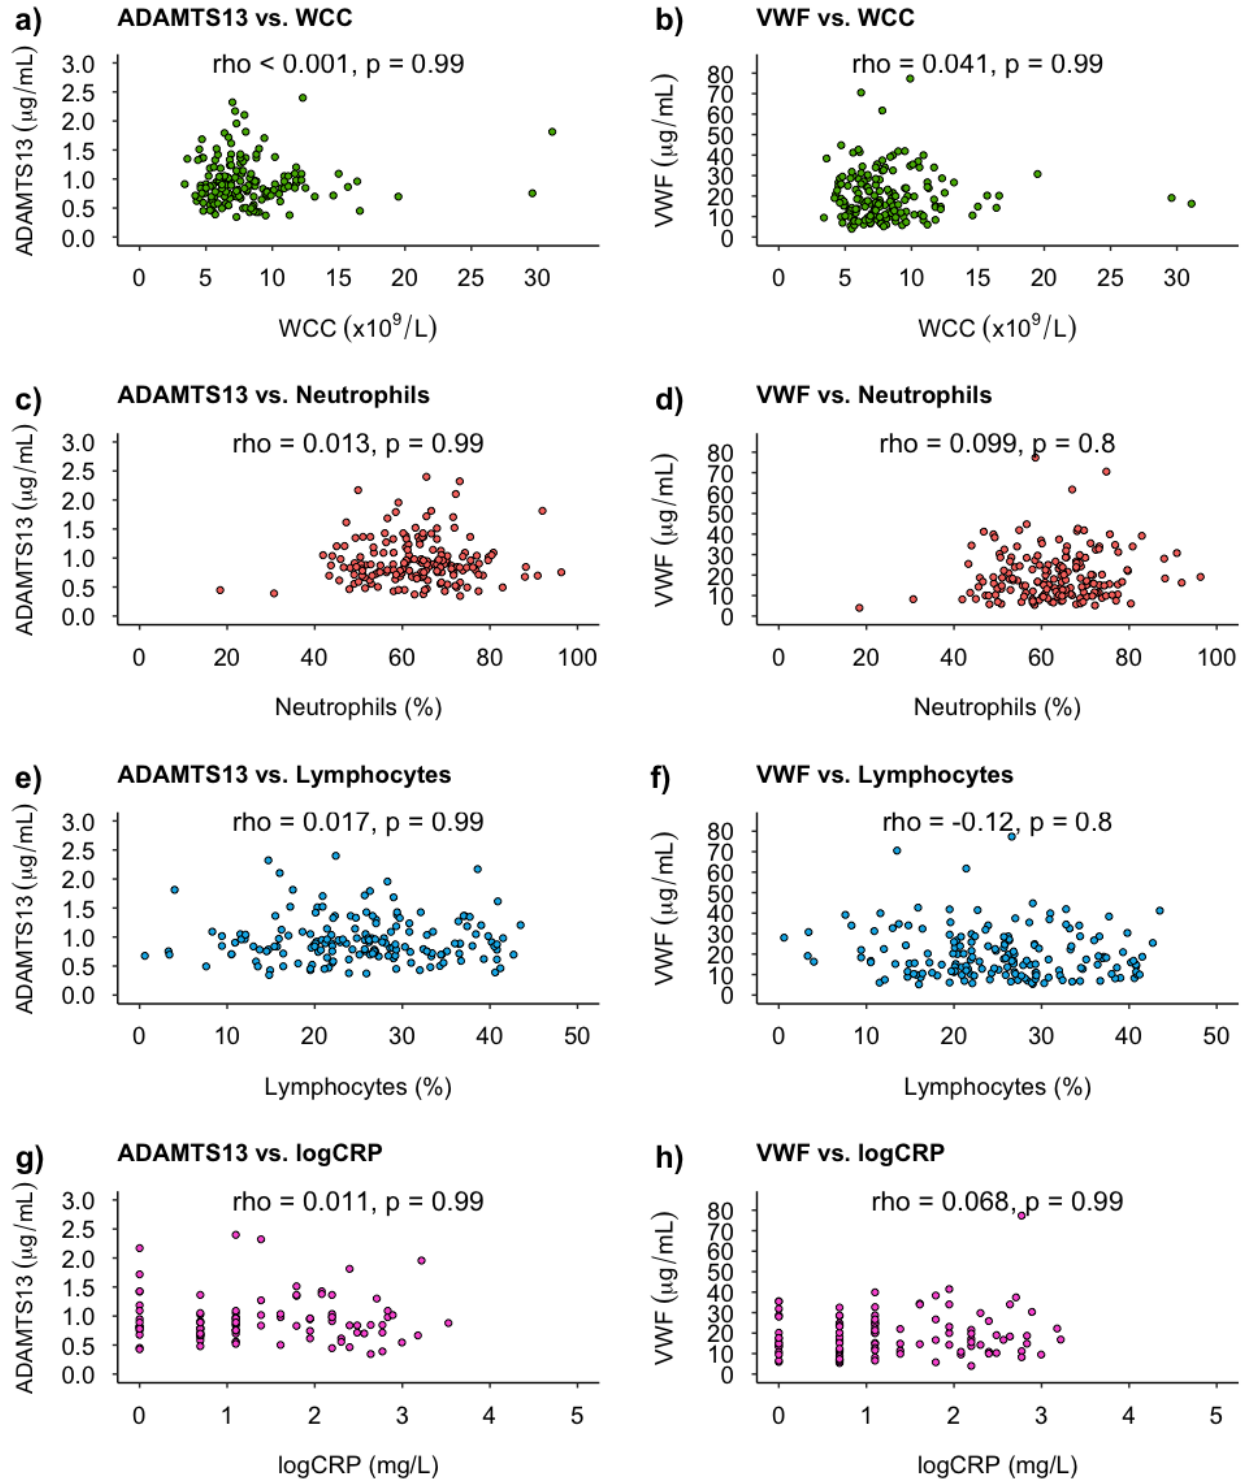 a) ADAMTS13 vs. WCC
rho < 0.001, p = 0.99
ADAMTS13 (μg/mL)
3.0
2.5
2.0
1.5
1.0
0.5
0.0
0 5 10 15 20 25 30
WCC (x10⁹/L)
b) VWF vs. WCC
rho = 0.041, p = 0.99
VWF (μg/mL)
80
70
60
50
40
30
20
10
0
0 5 10 15 20 25 30
WCC (x10⁹/L)
c) ADAMTS13 vs. Neutrophils
rho = 0.013, p = 0.99
ADAMTS13 (μg/mL)
3.0
2.5
2.0
1.5
1.0
0.5
0.0
0 20 40 60 80 100
Neutrophils (%)
d) VWF vs. Neutrophils
rho = 0.099, p = 0.8
VWF (μg/mL)
80
70
60
50
40
30
20
10
0
0 20 40 60 80 100
Neutrophils (%)
e) ADAMTS13 vs. Lymphocytes
rho = 0.017, p = 0.99
ADAMTS13 (μg/mL)
3.0
2.5
2.0
1.5
1.0
0.5
0.0
0 10 20 30 40 50
Lymphocytes (%)
f) VWF vs. Lymphocytes
rho = -0.12, p = 0.8
VWF (μg/mL)
80
70
60
50
40
30
20
10
0
0 10 20 30 40 50
Lymphocytes (%)
g) ADAMTS13 vs. logCRP
rho = 0.011, p = 0.99
ADAMTS13 (μg/mL)
3.0
2.5
2.0
1.5
1.0
0.5
0.0
0 1 2 3 4 5
logCRP (mg/L)
h) VWF vs. logCRP
rho = 0.068, p = 0.99
VWF (μg/mL)
80
70
60
50
40
30
20
10
0
0 1 2 3 4 5
logCRP (mg/L)